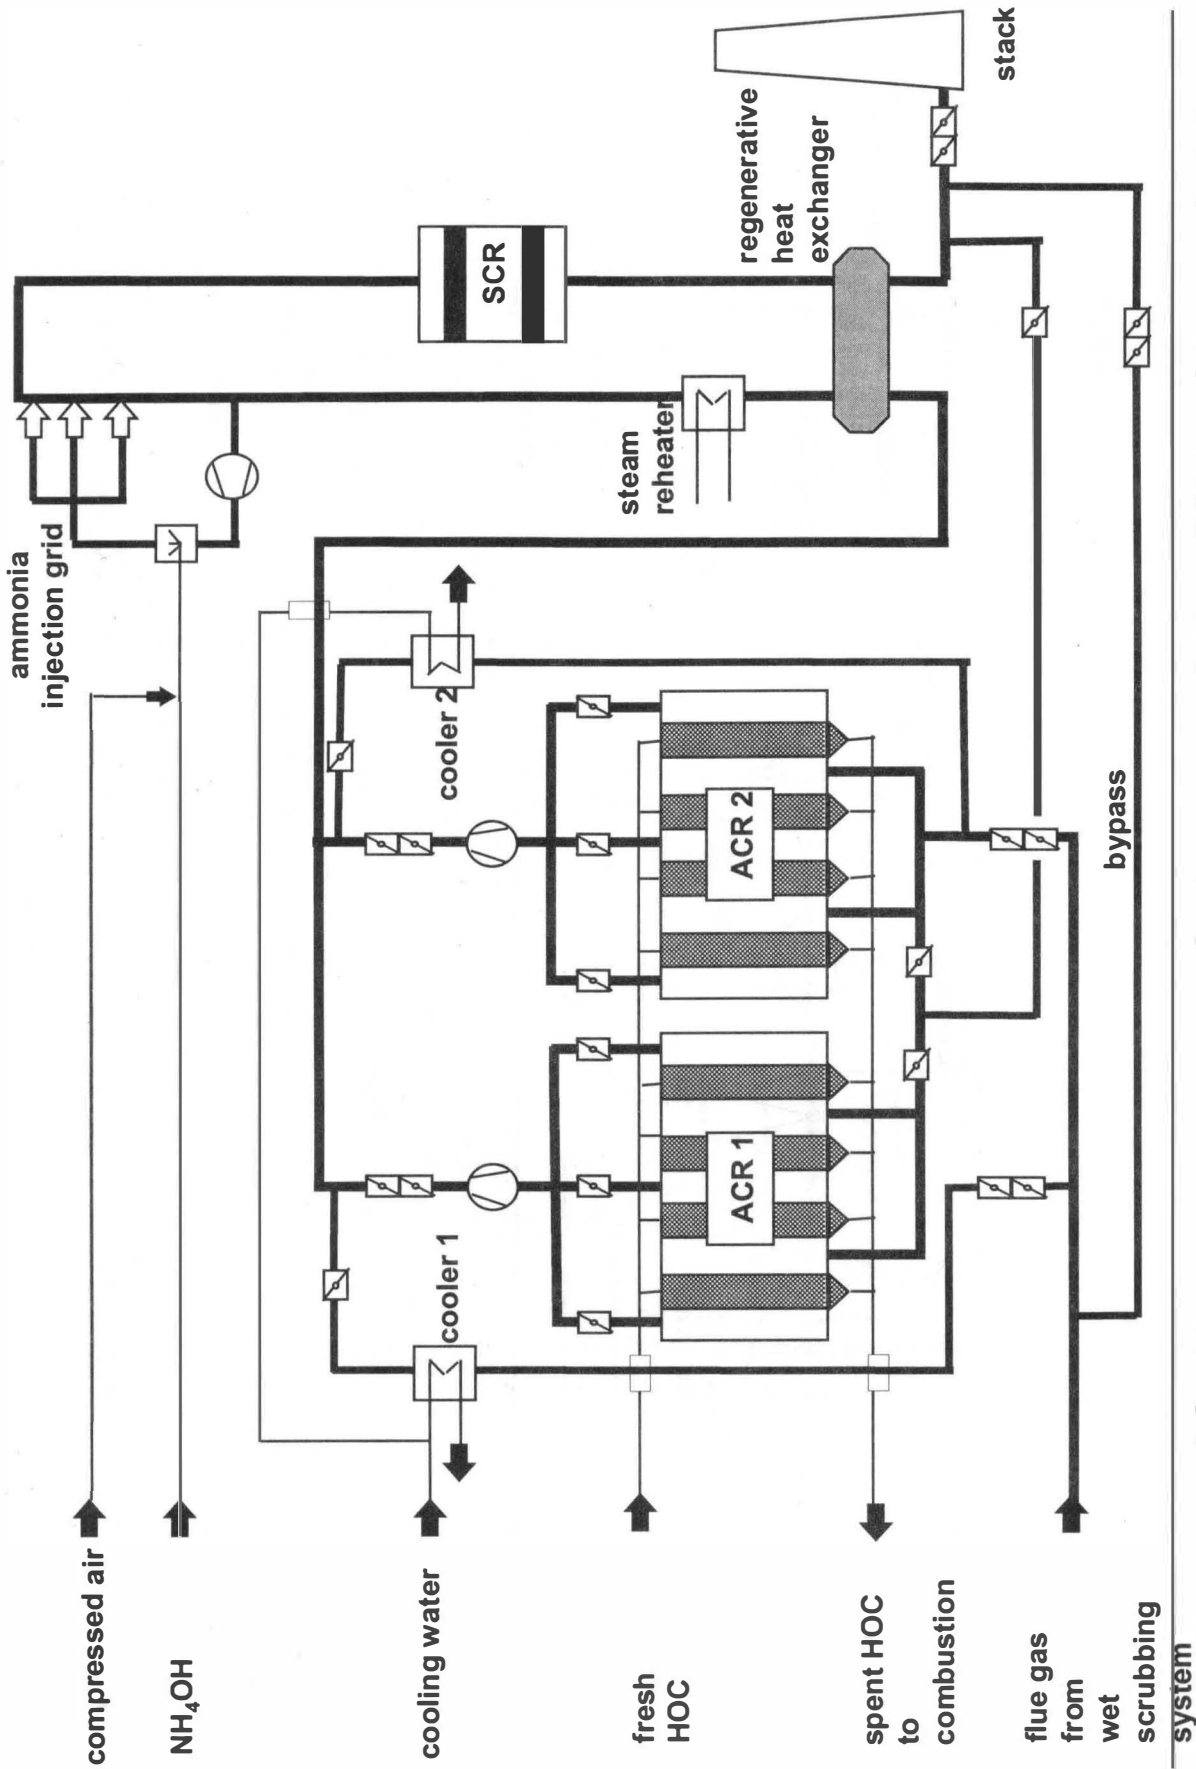 compressed air
NH₄OH
cooling water
fresh
HOC
spent HOC
to
combustion
flue gas
from
wet
scrubbing
system
ammonia
injection grid
cooler 1
cooler 2
ACR 1
ACR 2
bypass
steam
reheater
SCR
regenerative
heat
exchanger
stack